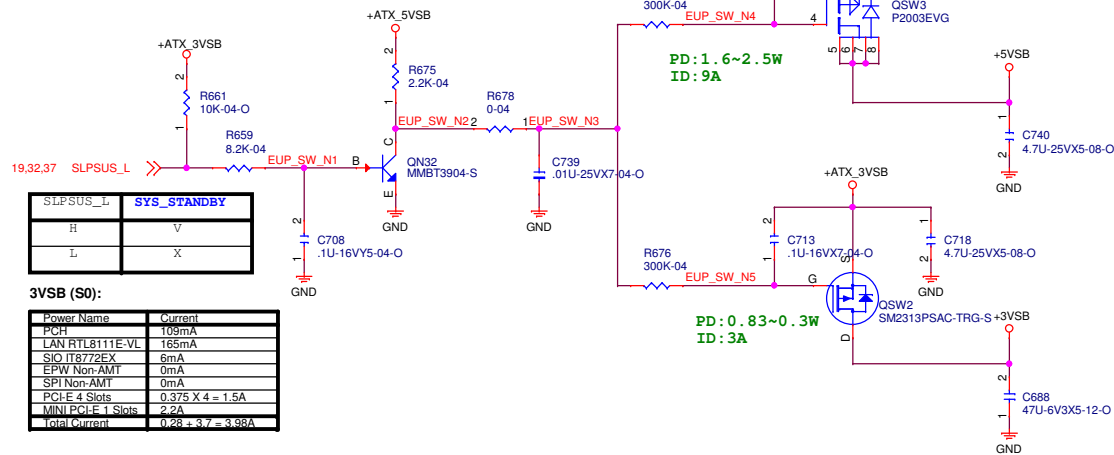 300K-04
EUP_SW_N4
4
QSW3
P2003EVG
5
6
7
8
PD:1.6~2.5W
ID:9A
+5VSB
1
C740
4.7U-25VX5-08-O
2
GND
+ATX_5VSB
2
R675
2.2K-04
1
+ATX_3VSB
2
R661
10K-04-O
1
R678
0-04
EUP_SW_N2
2
1
EUP_SW_N3
R659
8.2K-04
19,32,37
SLPSUS_L
EUP_SW_N1
B
C
E
QN32
MMBT3904-S
GND
C739
.01U-25VX7-04-O
GND
2
C708
.1U-16VY5-04-O
1
GND
SLPSUS_L SYS_STANDBY
H V
L X
+ATX_3VSB
2
C713
.1U-16VX7-04-O
1
1
C718
4.7U-25VX5-08-O
2
GND
R676
300K-04
EUP_SW_N5
G
S
D
QSW2
SM2313PSAC-TRG-S
PD:0.83~0.3W
ID:3A
+3VSB
2
C688
47U-6V3X5-12-O
1
GND
3VSB (S0):
Power Name Current
PCH 109mA
LAN RTL8111E-VL 165mA
SIO IT8772EX 6mA
EPW Non-AMT 0mA
SPI Non-AMT 0mA
PCI-E 4 Slots 0.375 X 4 = 1.5A
MINI PCI-E 1 Slots 2.2A
Total Current 0.28 + 3.7 = 3.98A